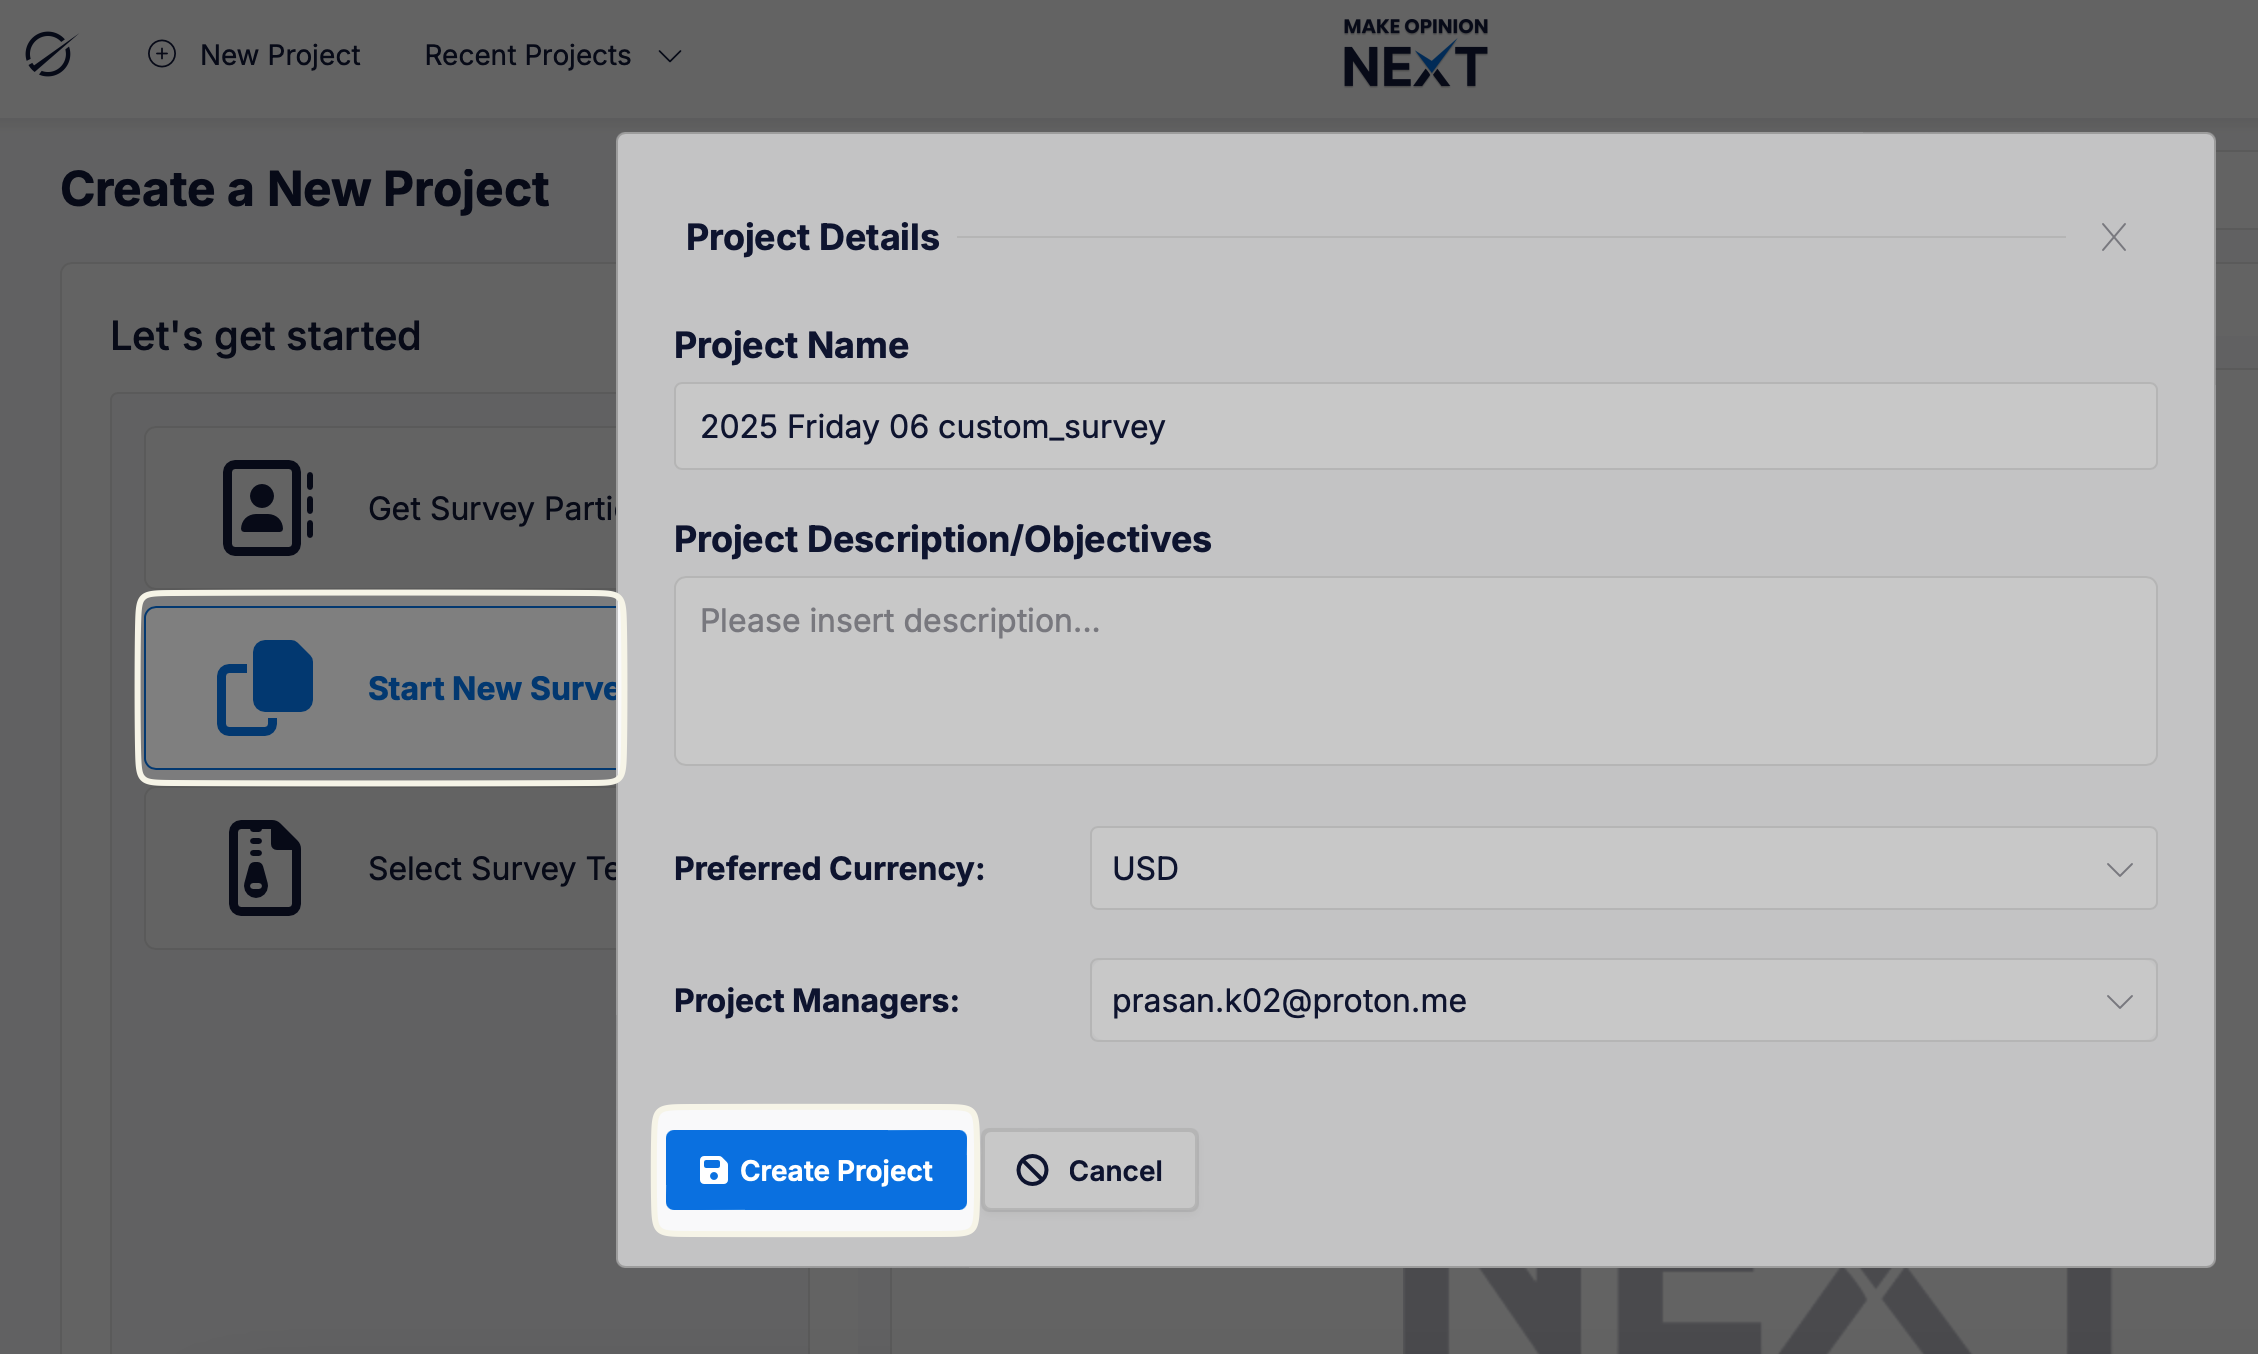 New Project
Recent Projects
MAKE OPINION
NEXT
Create a New Project
Let's get started
Get Survey Parti
Start New Surve
Select Survey Te
Project Details
Project Name
2025 Friday 06 custom_survey
Project Description/Objectives
Please insert description...
Preferred Currency:
USD
Project Managers:
prasan.k02@proton.me
Create Project
Cancel
NEXT